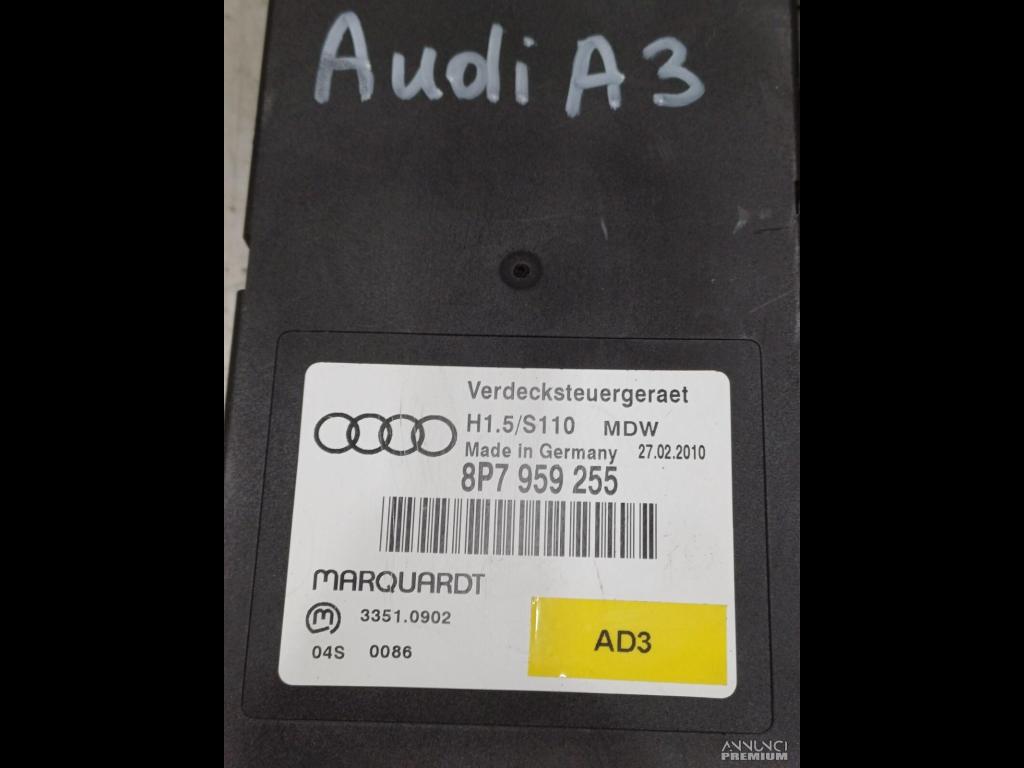 Audi A3
Verdecksteuergeraet
H1.5/S110 MDW
Made in Germany 27.02.2010
8P7 959 255
MARQUARDT
m 3351.0902
04S 0086
AD3
ANNUNCI
PREMIUM